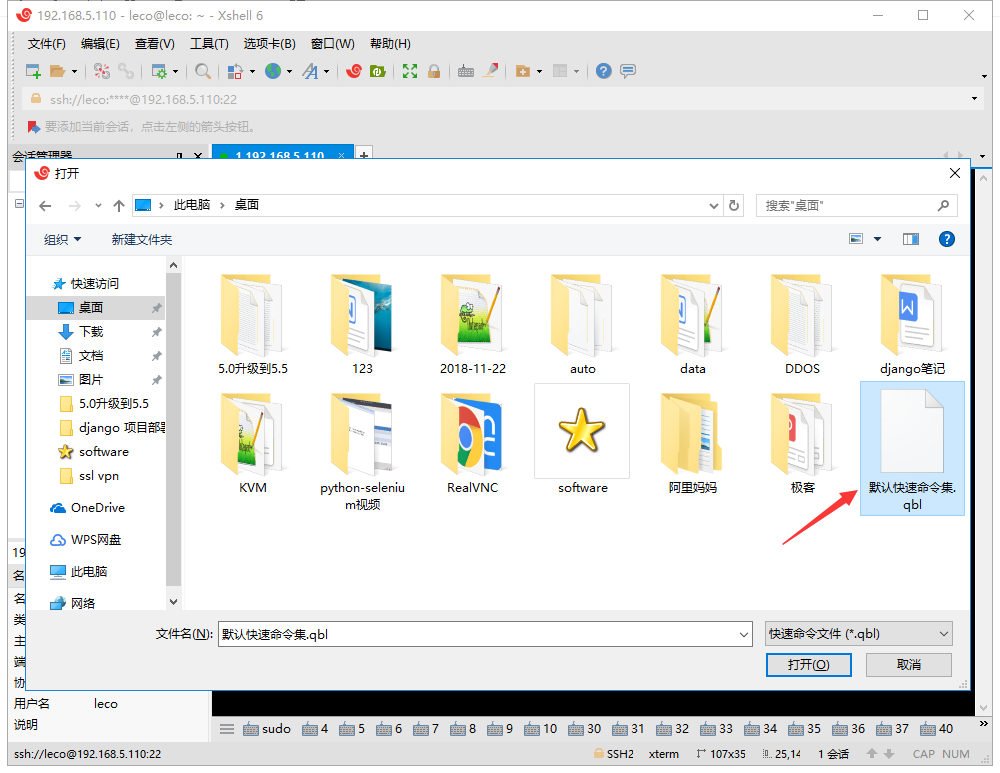 192.168.5.110 - leco@leco: ~ - Xshell 6
文件(F) 编辑(E) 查看(V) 工具(T) 选项卡(B) 窗口(W) 帮助(H)
ssh://leco:****@192.168.5.110:22
要添加当前会话，点击左侧的箭头按钮。
会话管理器 1 192.168.5.110
打开
此电脑 桌面 搜索"桌面"
组织 新建文件夹
快速访问
桌面
下载
文档
图片
5.0升级到5.5
django 项目部署
software
ssl vpn
OneDrive
WPS网盘
此电脑
网络
5.0升级到5.5 123 2018-11-22 auto data DDOS django笔记
KVM python-selenium视频 RealVNC software 阿里妈妈 极客 默认快速命令集.qbl
文件名(N): 默认快速命令集.qbl 快速命令文件 (*.qbl)
打开(O) 取消
19
名
名
类
主
端
协
用户名 leco
说明
sudo 4 5 6 7 8 9 10 30 31 32 33 34 35 36 37 40
ssh://leco@192.168.5.110:22 SSH2 xterm 107x35 25,14 1 会话 CAP NUM